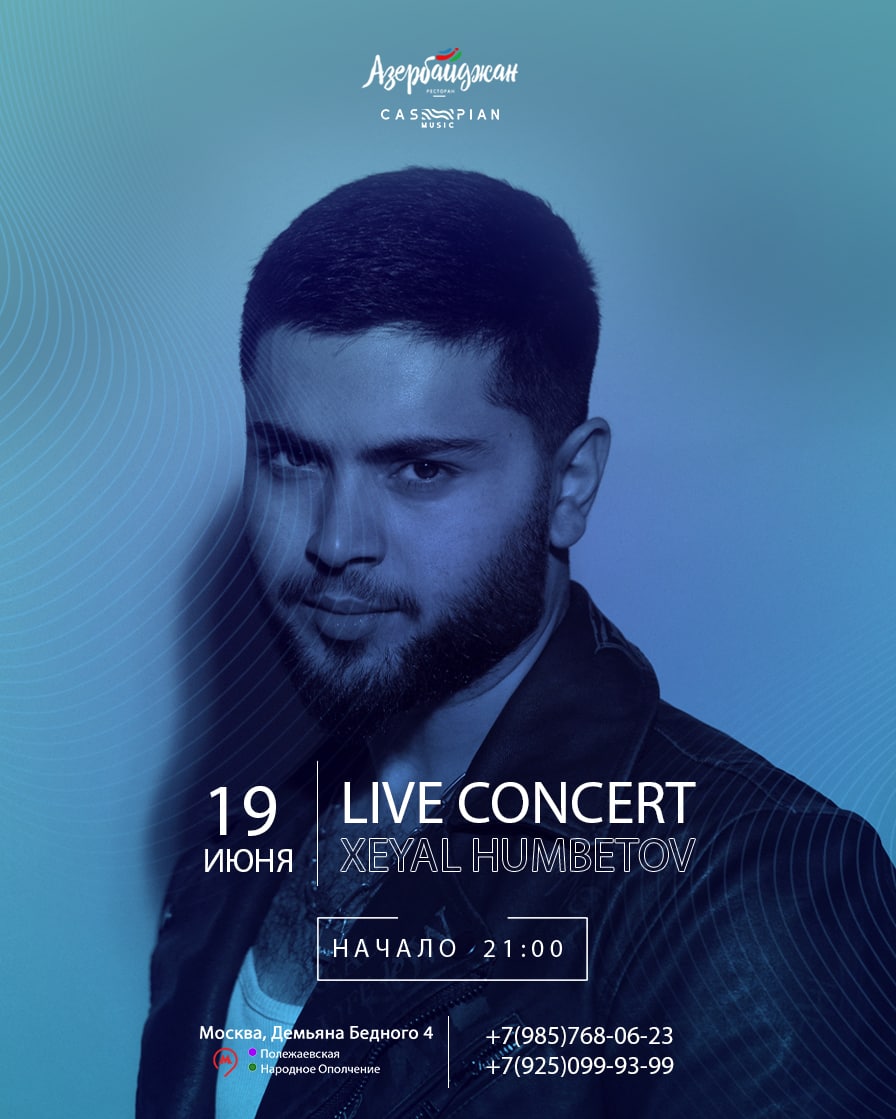 Азербайджан
РЕСТОРАН
CASPIAN
MUSIC
19
ИЮНЯ
LIVE CONCERT
XEYAL HUMBETOV
НАЧАЛО 21:00
Москва, Демьяна Бедного 4
Полежаевская
Народное Ополчение
+7(985)768-06-23
+7(925)099-93-99